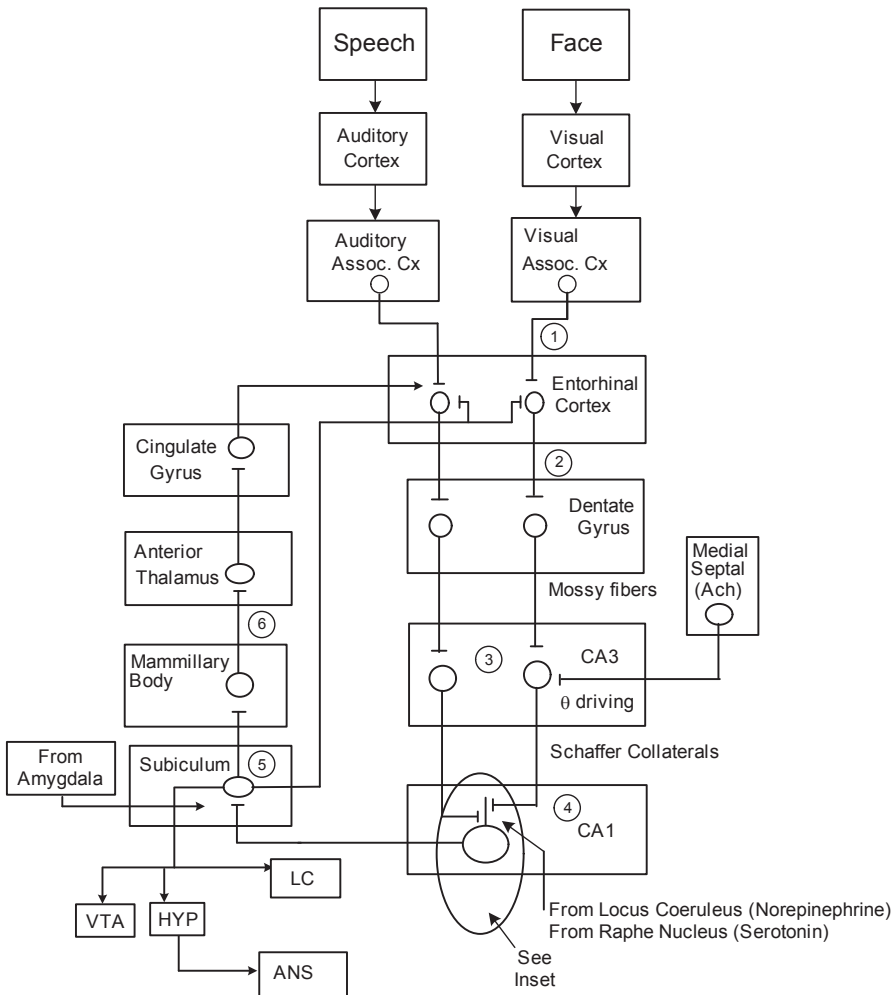 Speech
Face
Auditory
Cortex
Visual
Cortex
Auditory
Assoc. Cx
Visual
Assoc. Cx
1
Entorhinal
Cortex
Cingulate
Gyrus
2
Dentate
Gyrus
Anterior
Thalamus
Medial
Septal
(Ach)
Mossy fibers
6
Mammillary
Body
3
CA3
θ driving
From
Amygdala
Subiculum
5
Schaffer Collaterals
4
CA1
LC
VTA
HYP
From Locus Coeruleus (Norepinephrine)
From Raphe Nucleus (Serotonin)
See
Inset
ANS